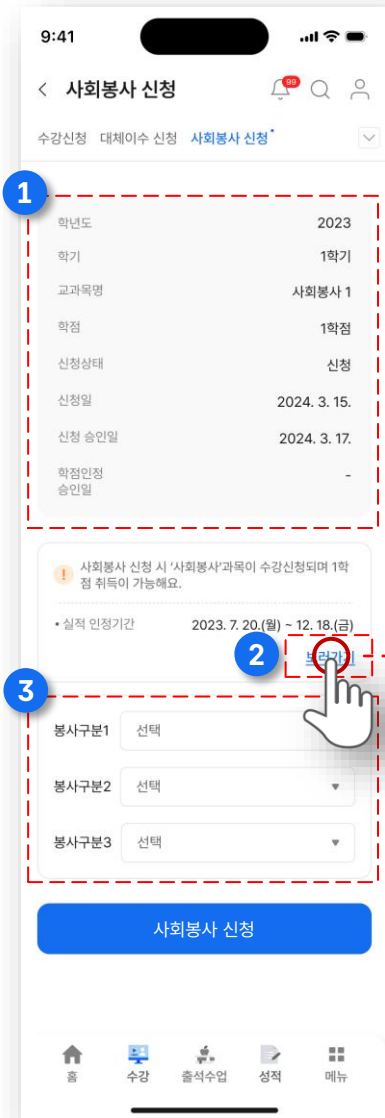 9:41
사회봉사 신청
99
수강신청 대체이수 신청 사회봉사 신청
1
학년도 2023
학기 1학기
교과목명 사회봉사 1
학점 1학점
신청상태 신청
신청일 2024. 3. 15.
신청 승인일 2024. 3. 17.
학점인정 -
승인일
! 사회봉사 신청 시 ‘사회봉사’과목이 수강신청되며 1학
점 취득이 가능해요.
• 실적 인정기간 2023. 7. 20.(월) ~ 12. 18.(금)
2
3
봉사구분1 선택
봉사구분2 선택
봉사구분3 선택
사회봉사 신청
홈 수강 출석수업 성적 메뉴